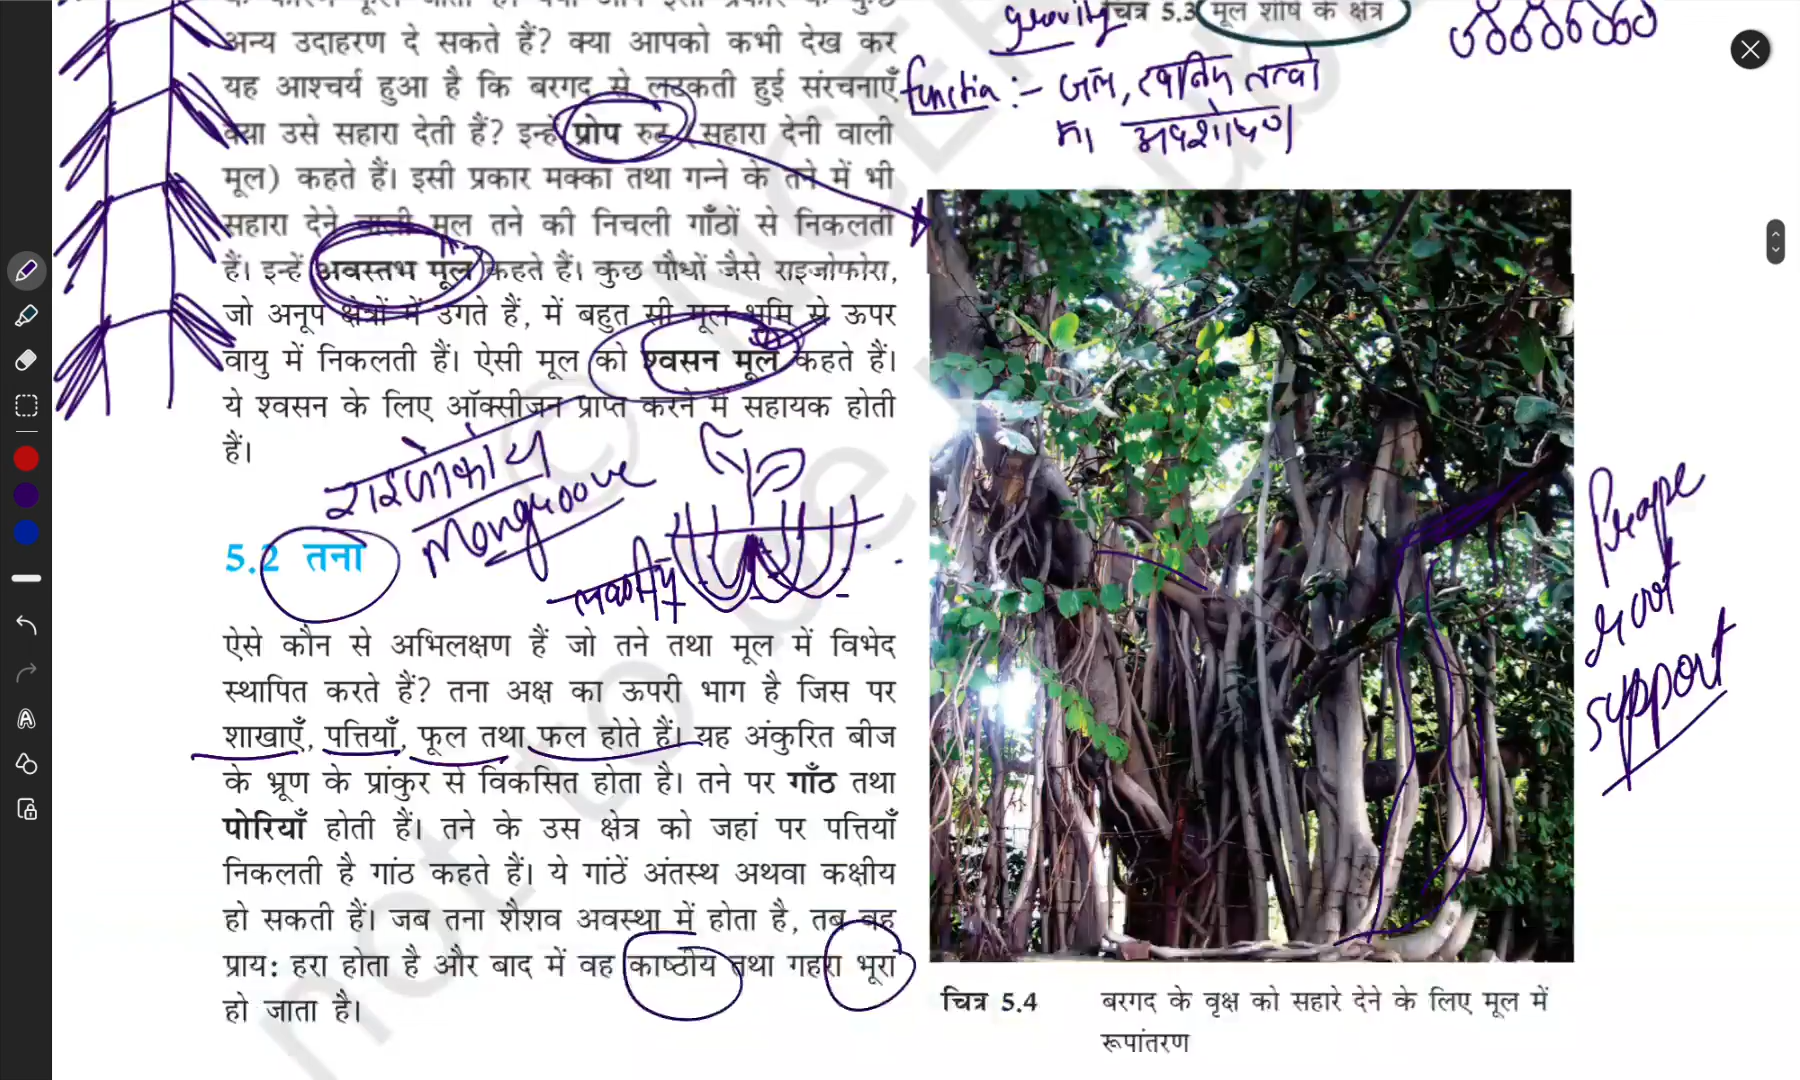 अन्य उदाहरण दे सकते हैं? क्या आपको कभी देख कर
यह आश्चर्य हुआ है कि बरगद से लटकती हुई संरचनाएँ
क्या उसे सहारा देती हैं? इन्हें प्रोप रुट (सहारा देनी वाली
मूल) कहते हैं। इसी प्रकार मक्का तथा गन्ने के तने में भी
सहारा देने वाली मूल तने की निचली गाँठों से निकलती
हैं। इन्हें अवस्तभ मूल कहते हैं। कुछ पौधों जैसे राइजोफोरा,
जो अनूप क्षेत्रों में उगते हैं, में बहुत सी मूल भूमि से ऊपर
वायु में निकलती हैं। ऐसी मूल को श्वसन मूल कहते हैं।
ये श्वसन के लिए ऑक्सीजन प्राप्त करने में सहायक होती
हैं।
Mangroove
5.2 तना
ऐसे कौन से अभिलक्षण हैं जो तने तथा मूल में विभेद
स्थापित करते हैं? तना अक्ष का ऊपरी भाग है जिस पर
शाखाएँ, पत्तियाँ, फूल तथा फल होते हैं। यह अंकुरित बीज
के भ्रूण के प्रांकुर से विकसित होता है। तने पर गाँठ तथा
पोरियाँ होती हैं। तने के उस क्षेत्र को जहां पर पत्तियाँ
निकलती है गांठ कहते हैं। ये गांठें अंतस्थ अथवा कक्षीय
हो सकती हैं। जब तना शैशव अवस्था में होता है, तब वह
प्राय: हरा होता है और बाद में वह काष्ठीय तथा गहरा भूरा
हो जाता है।
gravity
चित्र 5.3 मूल शीर्ष के क्षेत्र
function :- जल, खनिज तत्वों
का अवशोषण
root
support
चित्र 5.4 बरगद के वृक्ष को सहारे देने के लिए मूल में
रूपांतरण